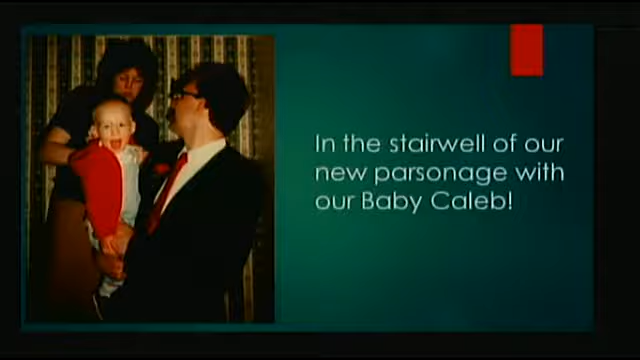 In the stairwell of our
new parsonage with
our Baby Caleb!